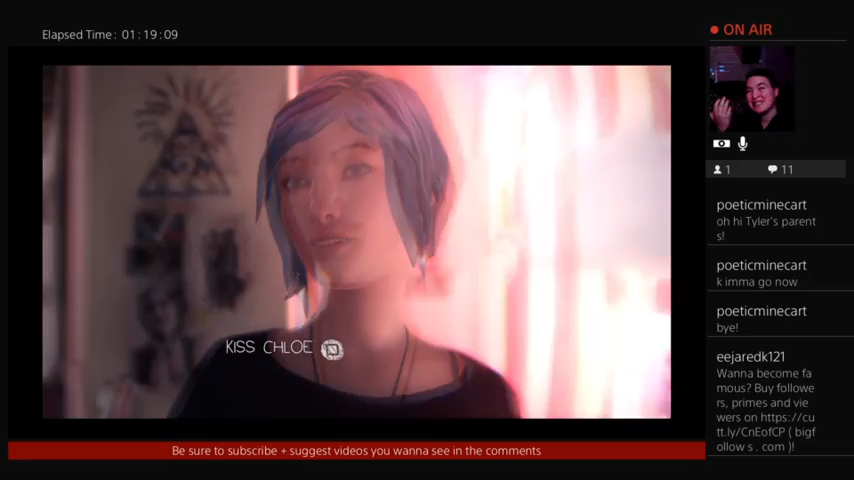 Elapsed Time: 01:19:09
ON AIR
1
11
poeticminecart
oh hi Tyler's parent
s!
poeticminecart
k imma go now
poeticminecart
bye!
eejaredk121
Wanna become fa
mous? Buy followe
rs, primes and vie
wers on https://cu
tt.ly/CnEofCP ( bigf
ollow s . com )!
KISS CHLOE
Be sure to subscribe + suggest videos you wanna see in the comments